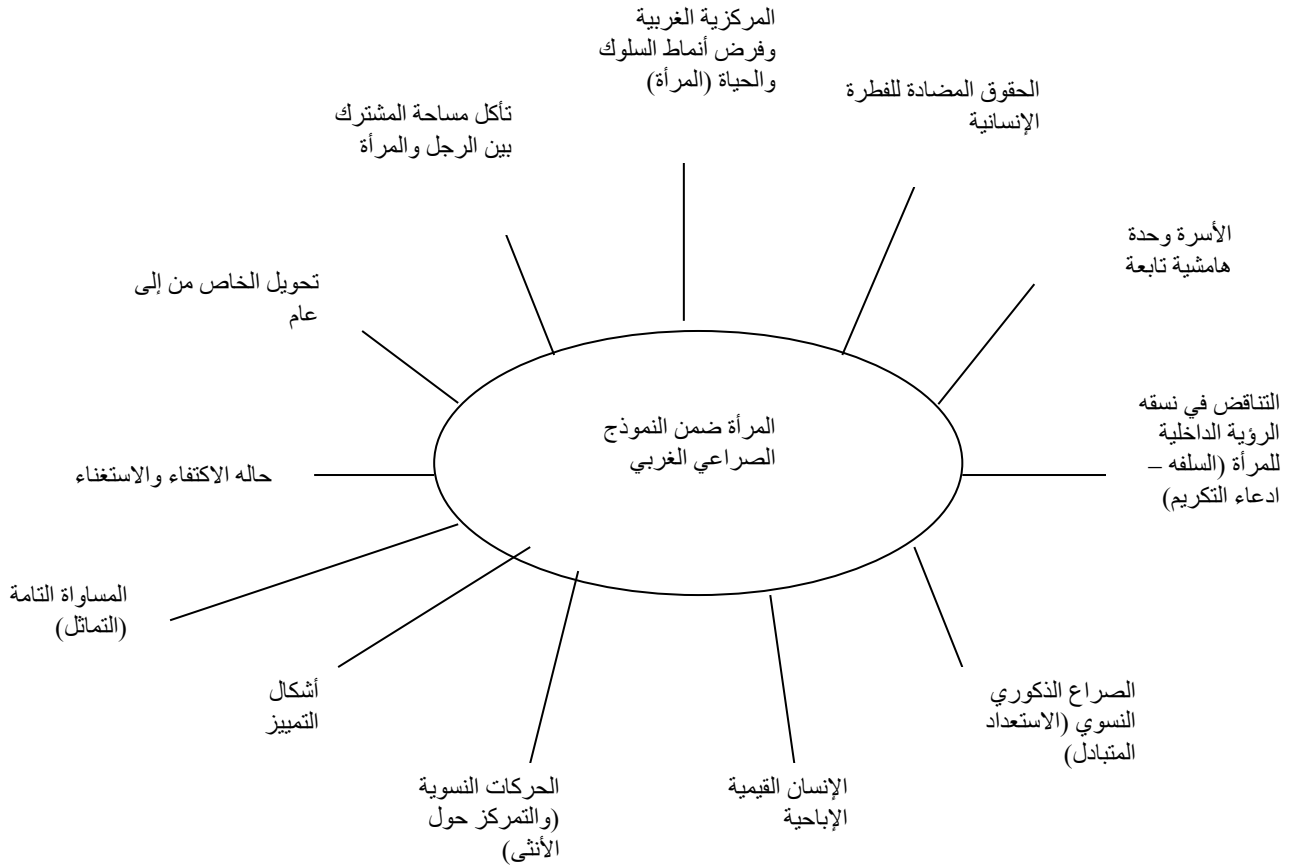 المركزية الغربية
وفرض أنماط السلوك
والحياة (المرأة)
الحقوق المضادة للفطرة
الإنسانية
تأكل مساحة المشترك
بين الرجل والمرأة
الأسرة وحدة
هامشية تابعة
تحويل الخاص من إلى
عام
التناقض في نسقه
الرؤية الداخلية
للمرأة (السلفه –
ادعاء التكريم)
المرأة ضمن النموذج
الصراعي الغربي
حاله الاكتفاء والاستغناء
المساواة التامة
(التماثل)
أشكال
التمييز
الصراع الذكوري
النسوي (الاستعداد
المتبادل)
الحركات النسوية
(والتمركز حول
الأنثى)
الإنسان القيمية
الإباحية